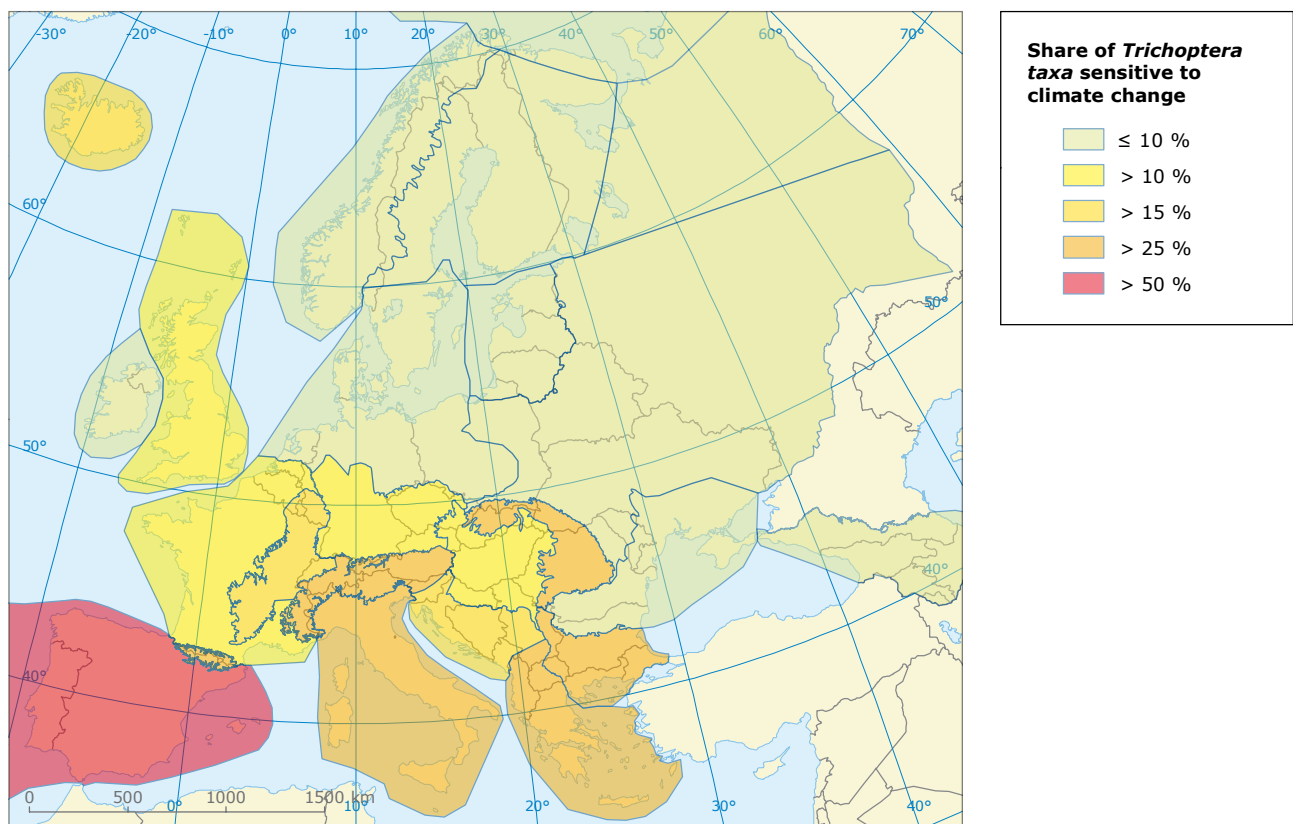 -30°
-20°
-10°
0°
10°
20°
30°
40°
50°
60°
70°
60°
50°
50°
40°
40°
0
500
1000
1500 km
0°
10°
20°
30°
40°
Share of Trichoptera
taxa sensitive to
climate change
≤ 10 %
> 10 %
> 15 %
> 25 %
> 50 %